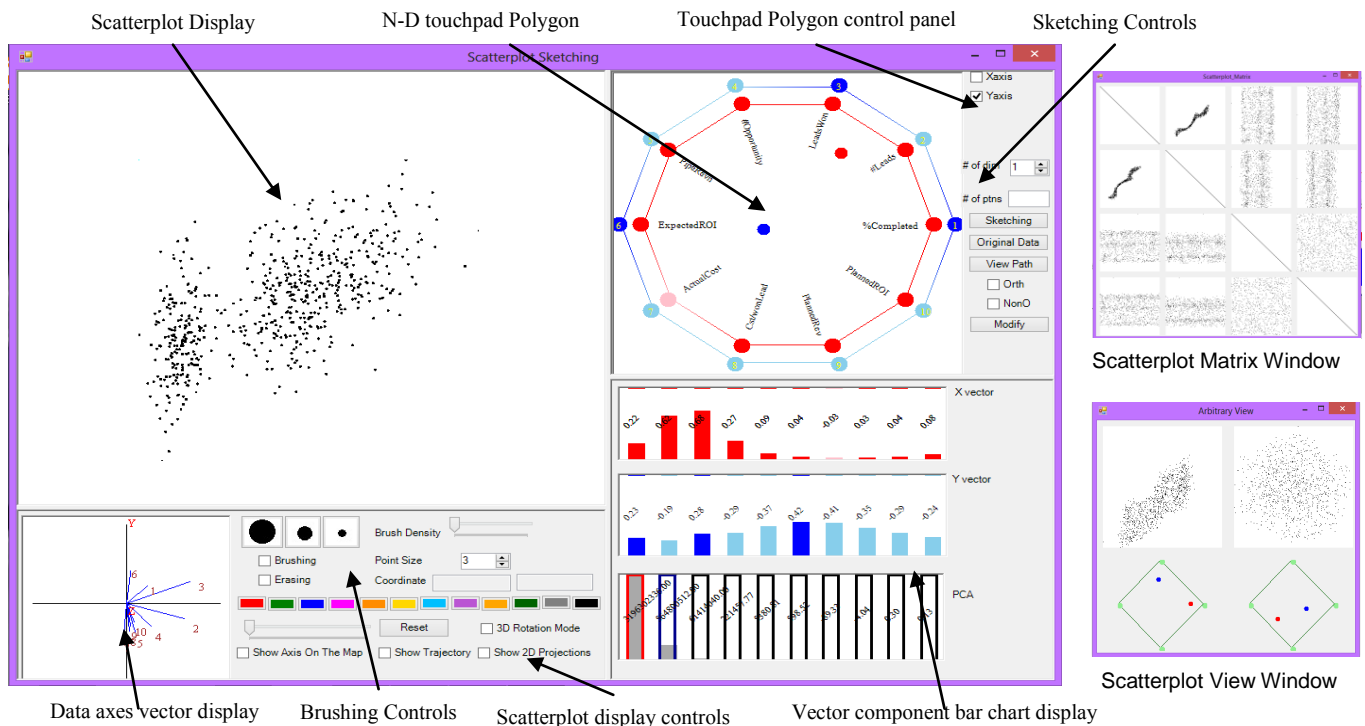 Scatterplot Display
N-D touchpad Polygon
Touchpad Polygon control panel
Sketching Controls
Scatterplot Sketching
Xaxis
Yaxis
# of dim 1
# of ptns
Sketching
Original Data
View Path
Orth
NonO
Modify
4
3
2
6
1
7
10
8
9
#Opportunity
LeadsWon
#Leads
ExpectedROI
%Completed
ActualCost
PlannedROI
Cst/wonLeal
PlannedRev
X vector
0.22 0.62 0.68 0.27 0.09 0.04 -0.03 0.03 0.04 0.08
Y vector
0.23 -0.19 0.28 -0.29 -0.37 0.42 -0.41 -0.35 -0.29 -0.24
PCA
Y
6
1
3
2
4
10
Brush Density
Brushing
Point Size 3
Erasing
Coordinate
Reset
3D Rotation Mode
Show Axis On The Map
Show Trajectory
Show 2D Projections
Data axes vector display
Brushing Controls
Scatterplot display controls
Vector component bar chart display
Scatterplot_Matrix
Scatterplot Matrix Window
Arbitrary View
Scatterplot View Window